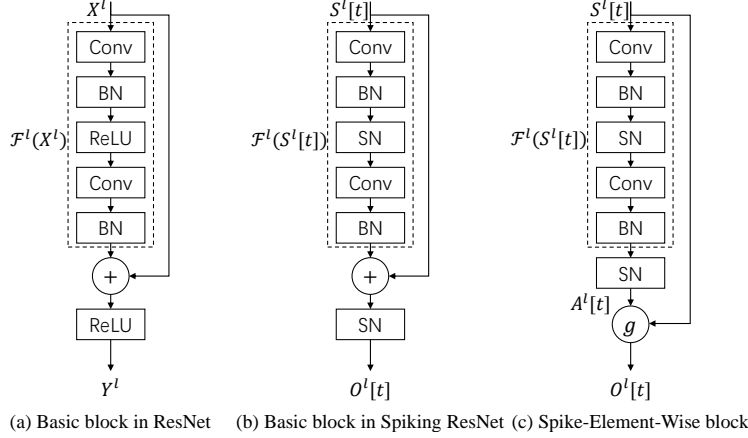 X^l
Conv
BN
ReLU
Conv
BN
F^l(X^l)
+
ReLU
Y^l
(a) Basic block in ResNet
S^l[t]
Conv
BN
SN
Conv
BN
F^l(S^l[t])
+
SN
O^l[t]
(b) Basic block in Spiking ResNet
S^l[t]
Conv
BN
SN
Conv
BN
F^l(S^l[t])
SN
A^l[t]
g
O^l[t]
(c) Spike-Element-Wise block